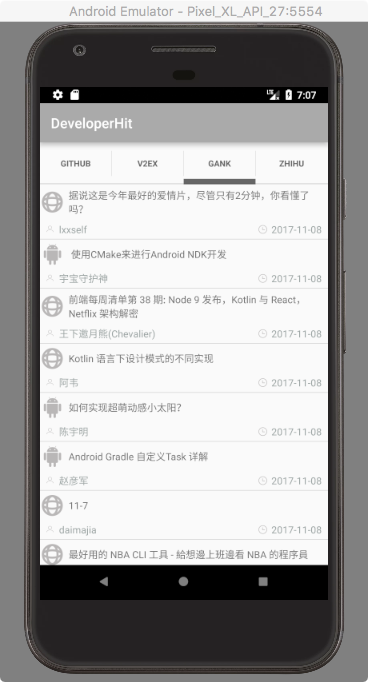 Android Emulator - Pixel_XL_API_27:5554
LTE 7:07
DeveloperHit
GITHUB V2EX GANK ZHIHU
据说这是今年最好的爱情片，尽管只有2分钟，你看懂了
吗?
lxxself 2017-11-08
使用CMake来进行Android NDK开发
宇宝守护神 2017-11-08
前端每周清单第 38 期: Node 9 发布，Kotlin 与 React，
Netflix 架构解密
王下邀月熊(Chevalier) 2017-11-08
Kotlin 语言下设计模式的不同实现
阿韦 2017-11-08
如何实现超萌动感小太阳?
陈宇明 2017-11-08
Android Gradle 自定义Task 详解
赵彦军 2017-11-08
11-7
daimajia 2017-11-08
最好用的 NBA CLI 工具 - 給想邊上班邊看 NBA 的程序員